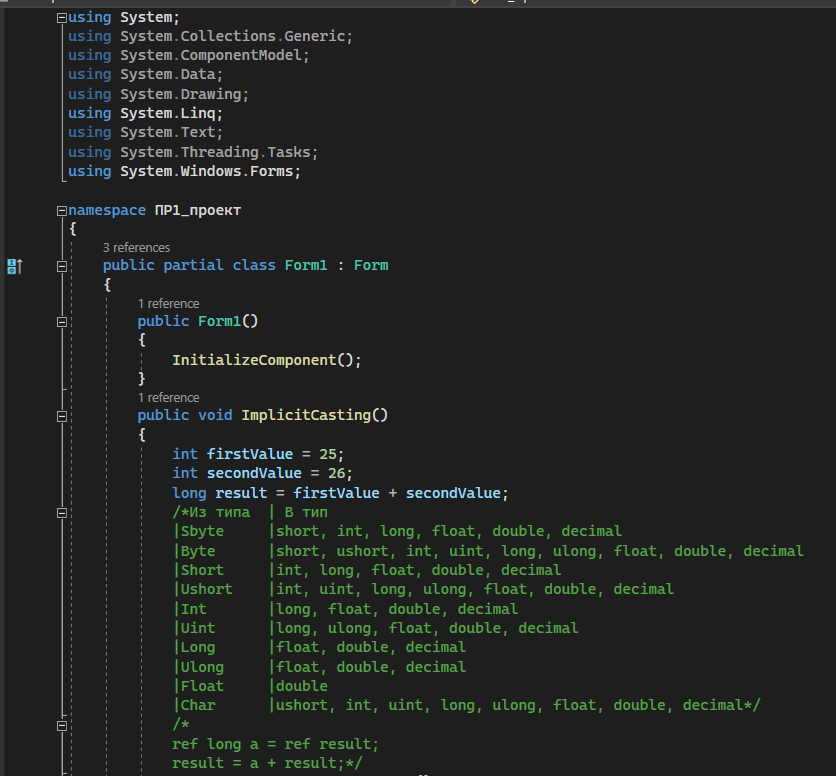 using System;
using System.Collections.Generic;
using System.ComponentModel;
using System.Data;
using System.Drawing;
using System.Linq;
using System.Text;
using System.Threading.Tasks;
using System.Windows.Forms;
namespace ПР1_проект
{
3 references
public partial class Form1 : Form
{
1 reference
public Form1()
{
InitializeComponent();
}
1 reference
public void ImplicitCasting()
{
int firstValue = 25;
int secondValue = 26;
long result = firstValue + secondValue;
/*Из типа | В тип
|Sbyte |short, int, long, float, double, decimal
|Byte |short, ushort, int, uint, long, ulong, float, double, decimal
|Short |int, long, float, double, decimal
|Ushort |int, uint, long, ulong, float, double, decimal
|Int |long, float, double, decimal
|Uint |long, ulong, float, double, decimal
|Long |float, double, decimal
|Ulong |float, double, decimal
|Float |double
|Char |ushort, int, uint, long, ulong, float, double, decimal*/
/*
ref long a = ref result;
result = a + result;*/